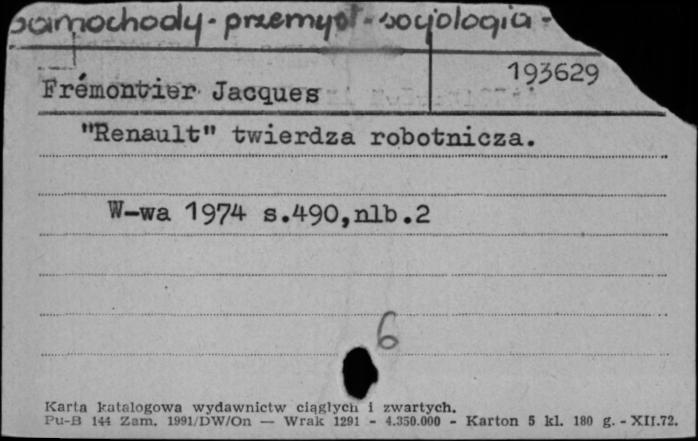 samochody - przemysł - socjologia -
193629
Frémontier Jacques
"Renault" twierdza robotnicza.
W-wa 1974 s.490,nlb.2
6
Karta katalogowa wydawnictw ciągłych i zwartych.
Pu-B 144 Zam. 1991/DW/On — Wrak 1291 - 4.350.000 - Karton 5 kl. 180 g. - XII.72.